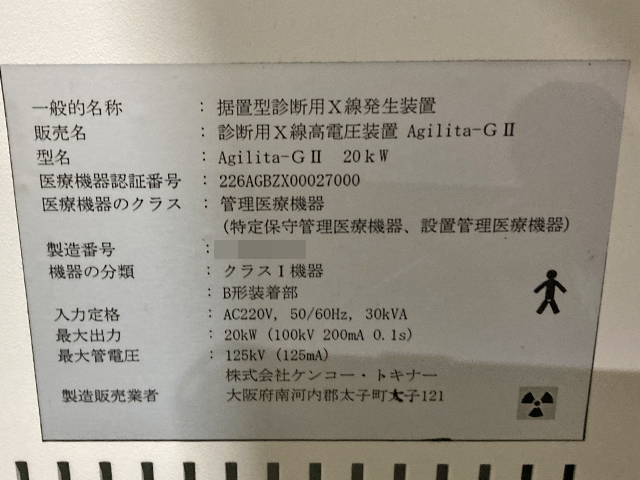 一般的名称 : 据置型診断用X線発生装置
販売名 : 診断用X線高電圧装置 Agilita-GⅡ
型名 : Agilita-GⅡ 20kW
医療機器認証番号 : 226AGBZX00027000
医療機器のクラス : 管理医療機器
(特定保守管理医療機器、設置管理医療機器)
製造番号 :
機器の分類 : クラスⅠ機器
: B形装着部
入力定格 : AC220V, 50/60Hz, 30kVA
最大出力 : 20kW (100kV 200mA 0.1s)
最大管電圧 : 125kV (125mA)
株式会社ケンコー・トキナー
製造販売業者 : 大阪府南河内郡太子町太子121